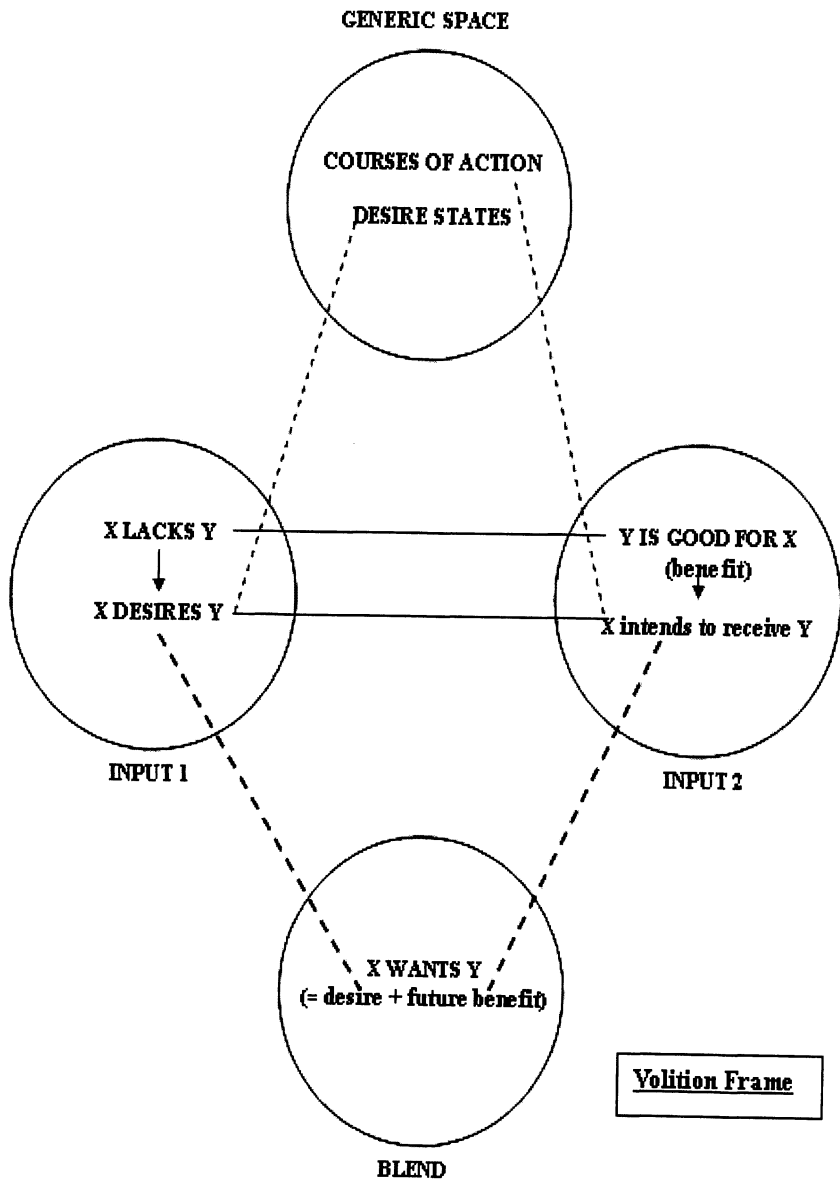 GENERIC SPACE
COURSES OF ACTION
DESIRE STATES
X LACKS Y
X DESIRES Y
INPUT 1
Y IS GOOD FOR X
(benefit)
X intends to receive Y
INPUT 2
X WANTS Y
(= desire + future benefit)
BLEND
Volition Frame